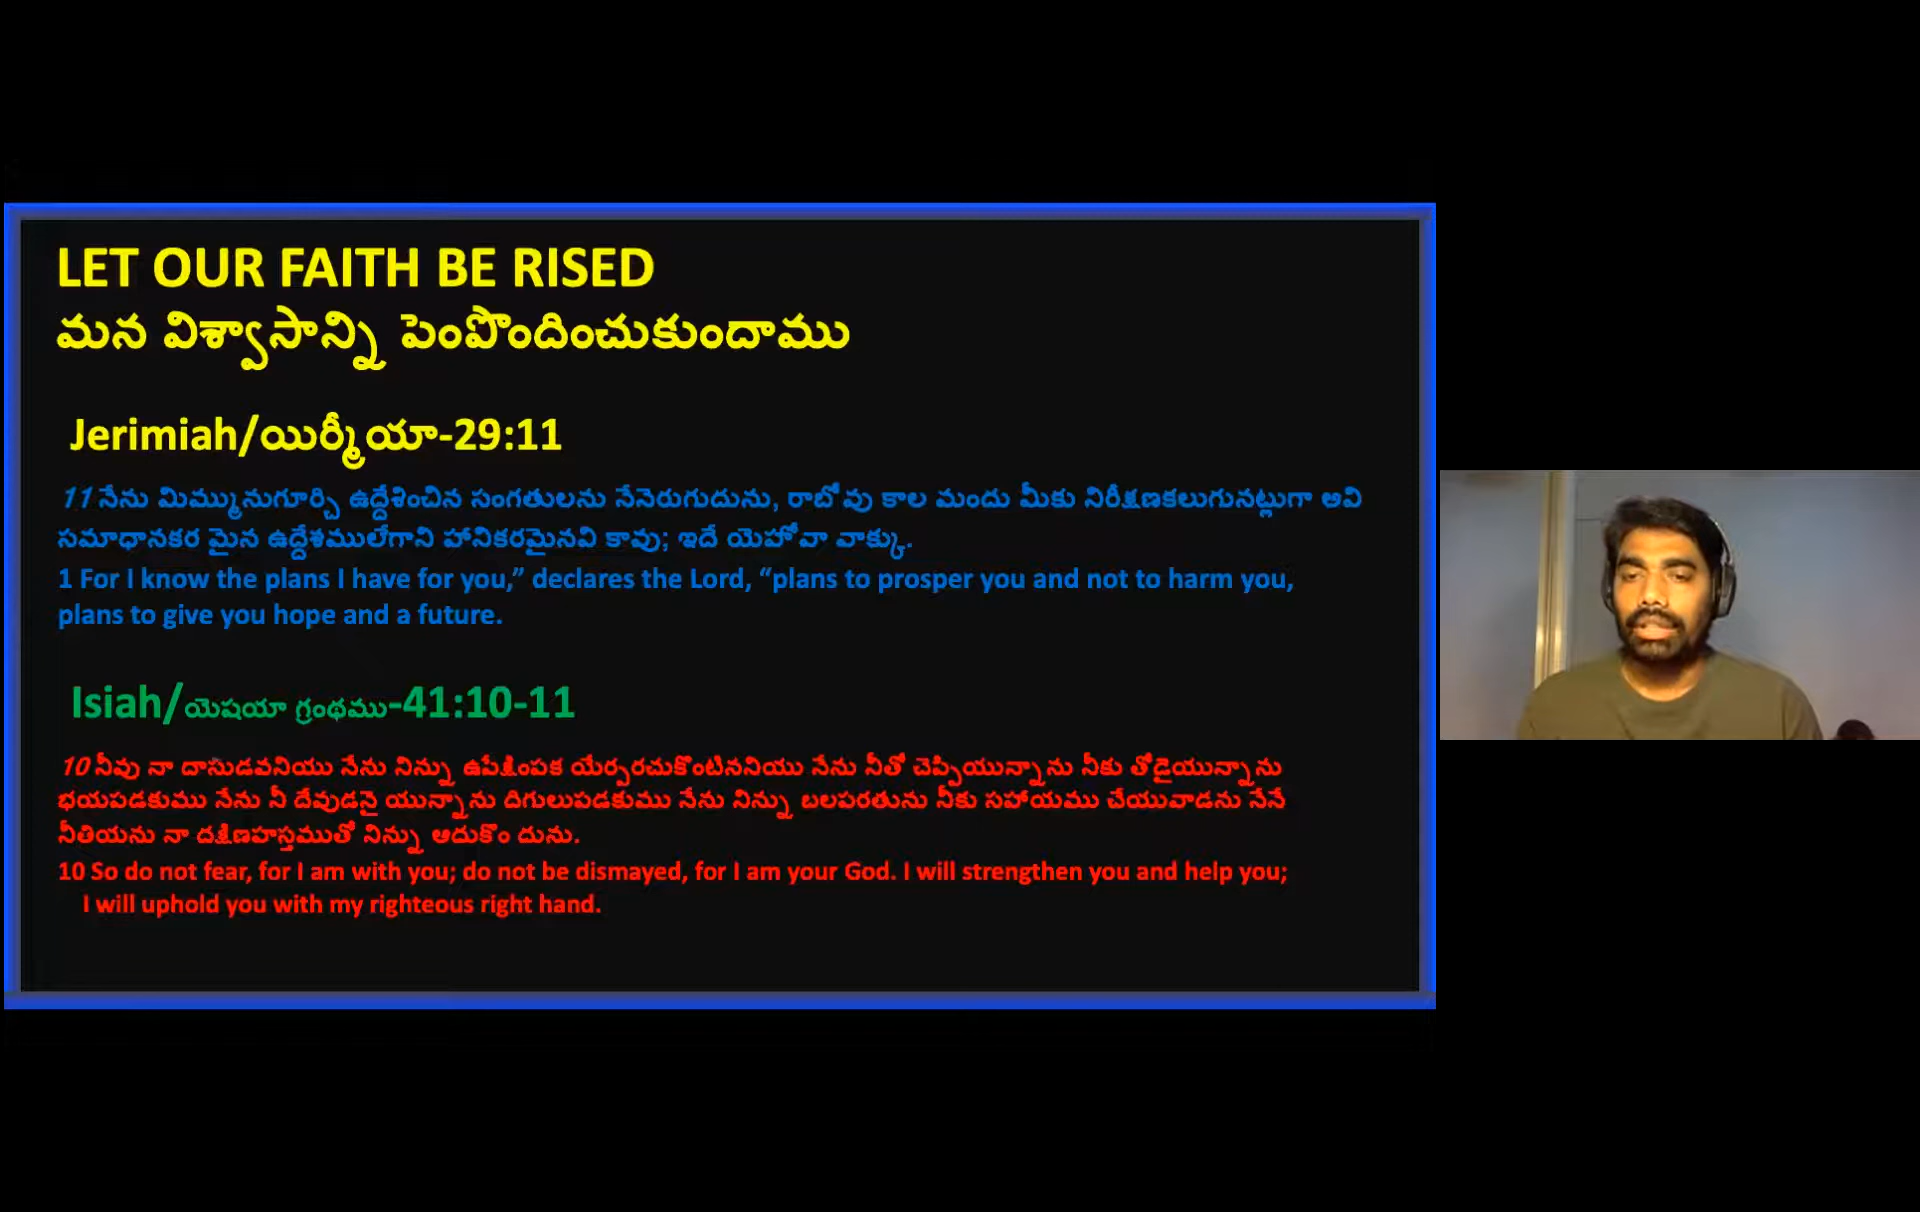 LET OUR FAITH BE RISED
మన విశ్వాసాన్ని పెంపొందించుకుందాము
Jerimiah/యిర్మీయా-29:11
11 నేను మిమ్మునుగూర్చి ఉద్దేశించిన సంగతులను నేనెరుగుదును, రాబోవు కాల మందు మీకు నిరీక్షణకలుగునట్లుగా అవి
సమాధానకర మైన ఉద్దేశములేగాని హానికరమైనవి కావు; ఇదే యెహోవా వాక్కు.
1 For I know the plans I have for you,” declares the Lord, “plans to prosper you and not to harm you,
plans to give you hope and a future.
Isiah/యెషయా గ్రంథము-41:10-11
10 నీవు నా దాసుడవనియు నేను నిన్ను ఉపేక్షింపక యేర్పరచుకొంటిననియు నేను నీతో చెప్పియున్నాను నీకు తోడైయున్నాను
భయపడకుము నేను నీ దేవుడనై యున్నాను దిగులుపడకుము నేను నిన్ను బలపరతును నీకు సహాయము చేయువాడను నేనే
నీతియను నా దక్షిణహస్తముతో నిన్ను ఆదుకొం దును.
10 So do not fear, for I am with you; do not be dismayed, for I am your God. I will strengthen you and help you;
I will uphold you with my righteous right hand.